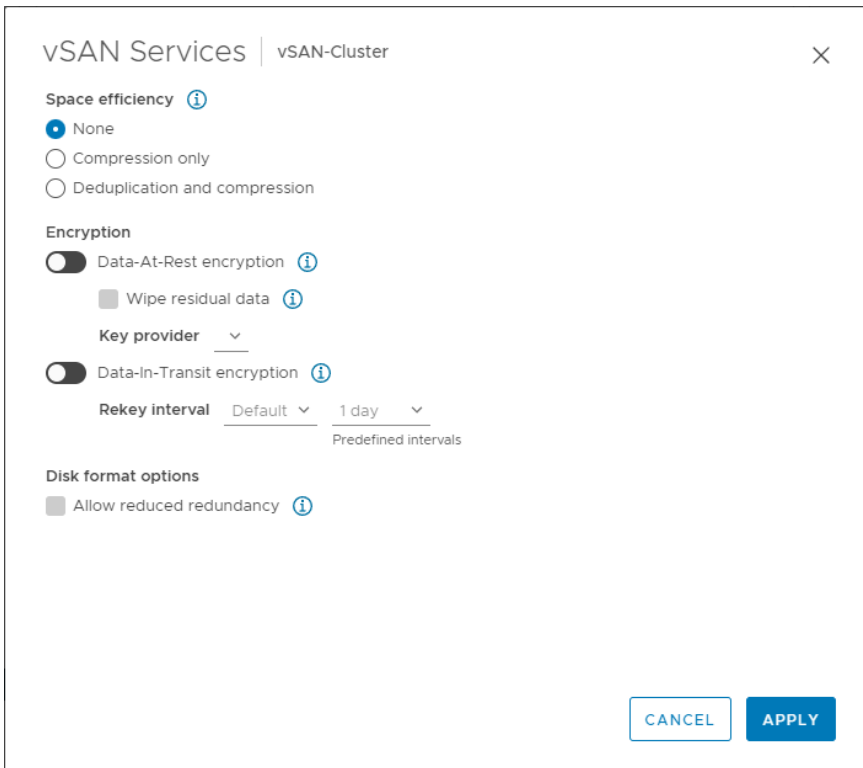 vSAN Services vSAN-Cluster
Space efficiency
None
Compression only
Deduplication and compression
Encryption
Data-At-Rest encryption
Wipe residual data
Key provider
Data-In-Transit encryption
Rekey interval Default 1 day
Predefined intervals
Disk format options
Allow reduced redundancy
CANCEL APPLY